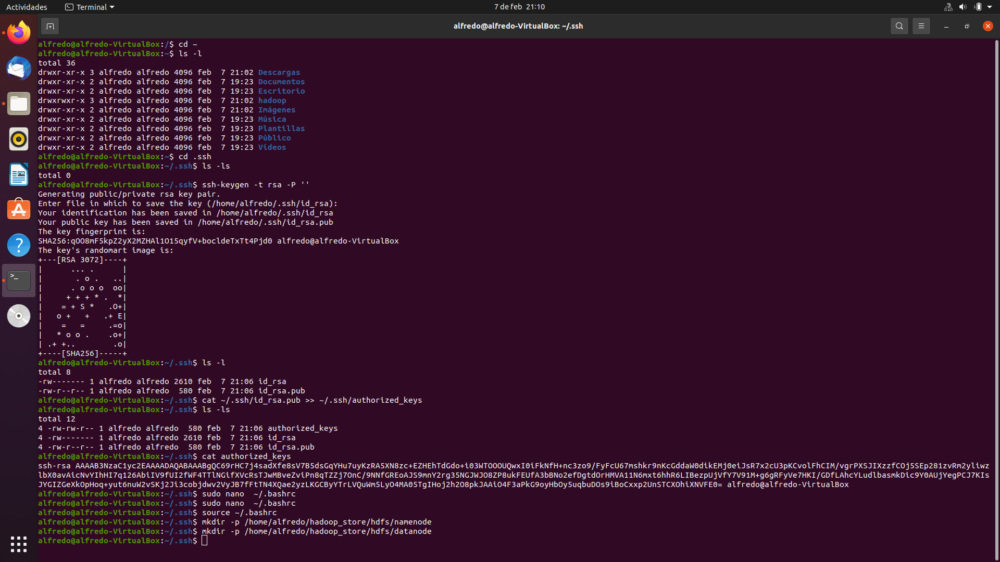 Actividades Terminal 7 de feb 21:10
alfredo@alfredo-VirtualBox: ~/.ssh
alfredo@alfredo-VirtualBox:/$ cd ~
alfredo@alfredo-VirtualBox:~$ ls -l
total 36
drwxr-xr-x 3 alfredo alfredo 4096 feb  7 21:02 Descargas
drwxr-xr-x 2 alfredo alfredo 4096 feb  7 19:23 Documentos
drwxr-xr-x 2 alfredo alfredo 4096 feb  7 19:23 Escritorio
drwxrwxr-x 3 alfredo alfredo 4096 feb  7 21:02 hadoop
drwxr-xr-x 2 alfredo alfredo 4096 feb  7 21:02 Imágenes
drwxr-xr-x 2 alfredo alfredo 4096 feb  7 19:23 Música
drwxr-xr-x 2 alfredo alfredo 4096 feb  7 19:23 Plantillas
drwxr-xr-x 2 alfredo alfredo 4096 feb  7 19:23 Público
drwxr-xr-x 2 alfredo alfredo 4096 feb  7 19:23 Vídeos
alfredo@alfredo-VirtualBox:~$ cd .ssh
alfredo@alfredo-VirtualBox:~/.ssh$ ls -ls
total 0
alfredo@alfredo-VirtualBox:~/.ssh$ ssh-keygen -t rsa -P ''
Generating public/private rsa key pair.
Enter file in which to save the key (/home/alfredo/.ssh/id_rsa):
Your identification has been saved in /home/alfredo/.ssh/id_rsa
Your public key has been saved in /home/alfredo/.ssh/id_rsa.pub
The key fingerprint is:
SHA256:qOO8mF5kpZ2yX2MZHAl1O15qyfV+bocldeTxTt4Pjd0 alfredo@alfredo-VirtualBox
The key's randomart image is:
+---[RSA 3072]----+
|      ... .      |
|       . o .   ..|
|      . o o o  oo|
|     + + + * .  *|
|    = + S *   .O+|
|   o +   +   .+ E|
|    =   =     .=o|
|   * o o .    .o+|
| .+ +..        .o|
+----[SHA256]-----+
alfredo@alfredo-VirtualBox:~/.ssh$ ls -l
total 8
-rw------- 1 alfredo alfredo 2610 feb  7 21:06 id_rsa
-rw-r--r-- 1 alfredo alfredo  580 feb  7 21:06 id_rsa.pub
alfredo@alfredo-VirtualBox:~/.ssh$ cat ~/.ssh/id_rsa.pub >> ~/.ssh/authorized_keys
alfredo@alfredo-VirtualBox:~/.ssh$ ls -ls
total 12
4 -rw-rw-r-- 1 alfredo alfredo  580 feb  7 21:06 authorized_keys
4 -rw------- 1 alfredo alfredo 2610 feb  7 21:06 id_rsa
4 -rw-r--r-- 1 alfredo alfredo  580 feb  7 21:06 id_rsa.pub
alfredo@alfredo-VirtualBox:~/.ssh$ cat authorized_keys
ssh-rsa AAAAB3NzaC1yc2EAAAADAQABAAABgQC69rHC7j4sadXfe8sV7B5dsGqYHu7uyKzRA5XN8zc+EZHEhTdGdo+i03WTOOOUQwxI0iFkNfH+nc3zo9/FyFcU67mshkr9nKcGddaW0dikEMj0eiJsR7x2cU3pKCvolFhCIM/vgrPXSJIXzzfCOj5SEp281zvRm2yliwz
lbX0avAicNvYIhHI7q126AbiIV9fUI2fWF4TTlNGifXVcRsTJwMBveZviPn8qTZZj7OnC/9NNfGREoAJS9mnY2rg35NGJWJO8ZP8ukFEUfA3bBNo2efDgtdOrHMVA11N6mxt6hhR6LIBezpUjVfY7V91M+g6gRFyVe7HKI/GDfLAhcYLudlbasmkDic9Y0AUjYegPCJ7KIs
JYGIZGeXkOpHoq+yut6nuW2vSKj2Ji3cobjdwv2VyJB7fFtTN4XQae2yzLKGCByYTrLVQuWm5LyO4MA05TgIHoj2h2O8pkJAAiO4F3aPkG9oyHbOy5uqbuDOs9iBoCxxp2UnSTCXOhiXNVFE0= alfredo@alfredo-VirtualBox
alfredo@alfredo-VirtualBox:~/.ssh$ sudo nano  ~/.bashrc
alfredo@alfredo-VirtualBox:~/.ssh$ sudo nano  ~/.bashrc
alfredo@alfredo-VirtualBox:~/.ssh$ source ~/.bashrc
alfredo@alfredo-VirtualBox:~/.ssh$ mkdir -p /home/alfredo/hadoop_store/hdfs/namenode
alfredo@alfredo-VirtualBox:~/.ssh$ mkdir -p /home/alfredo/hadoop_store/hdfs/datanode
alfredo@alfredo-VirtualBox:~/.ssh$